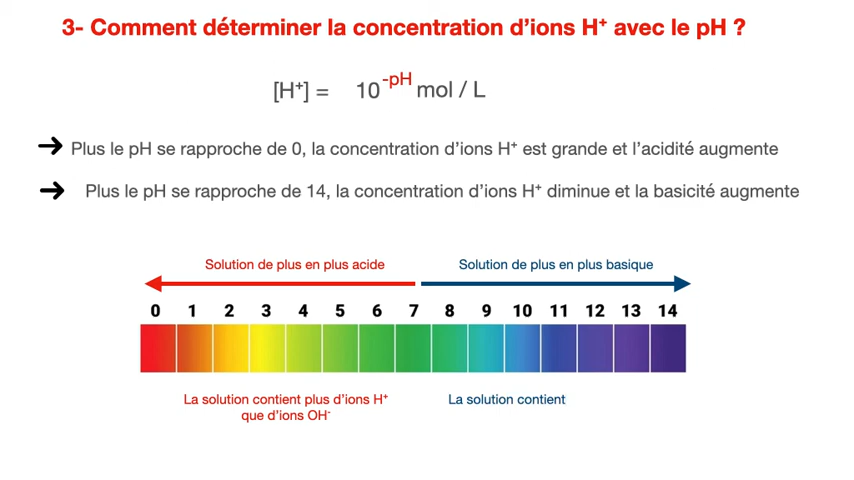 3- Comment déterminer la concentration d'ions H⁺ avec le pH ?
[H⁺] = 10⁻ᵖᴴ mol / L
➔ Plus le pH se rapproche de 0, la concentration d'ions H⁺ est grande et l'acidité augmente
➔ Plus le pH se rapproche de 14, la concentration d'ions H⁺ diminue et la basicité augmente
Solution de plus en plus acide Solution de plus en plus basique
0 1 2 3 4 5 6 7 8 9 10 11 12 13 14
La solution contient plus d'ions H⁺
que d'ions OH⁻
La solution contient